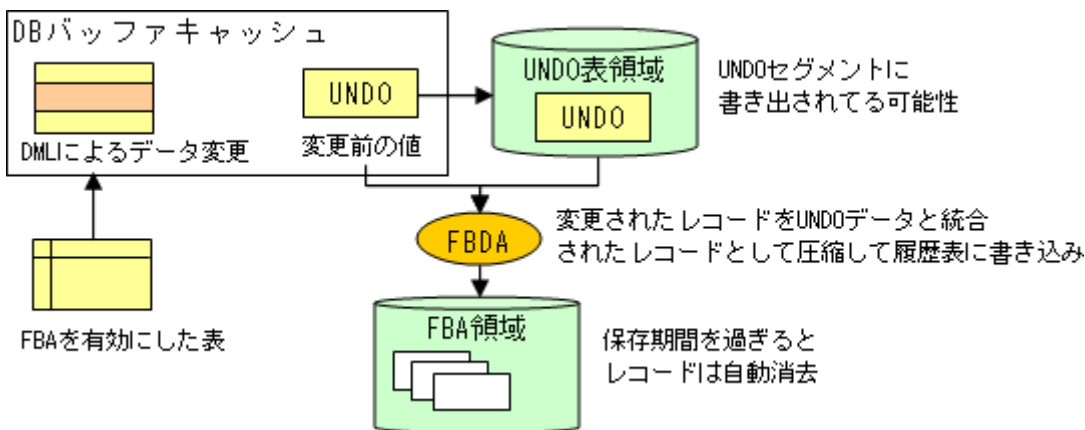 DBバッファキャッシュ
UNDO
DMLによるデータ変更
変更前の値
UNDO表領域
UNDO
UNDOセグメントに
書き出されてる可能性
FBDA
変更されたレコードをUNDOデータと統合
されたレコードとして圧縮して履歴表に書き込み
FBAを有効にした表
FBA領域
保存期間を過ぎると
レコードは自動消去